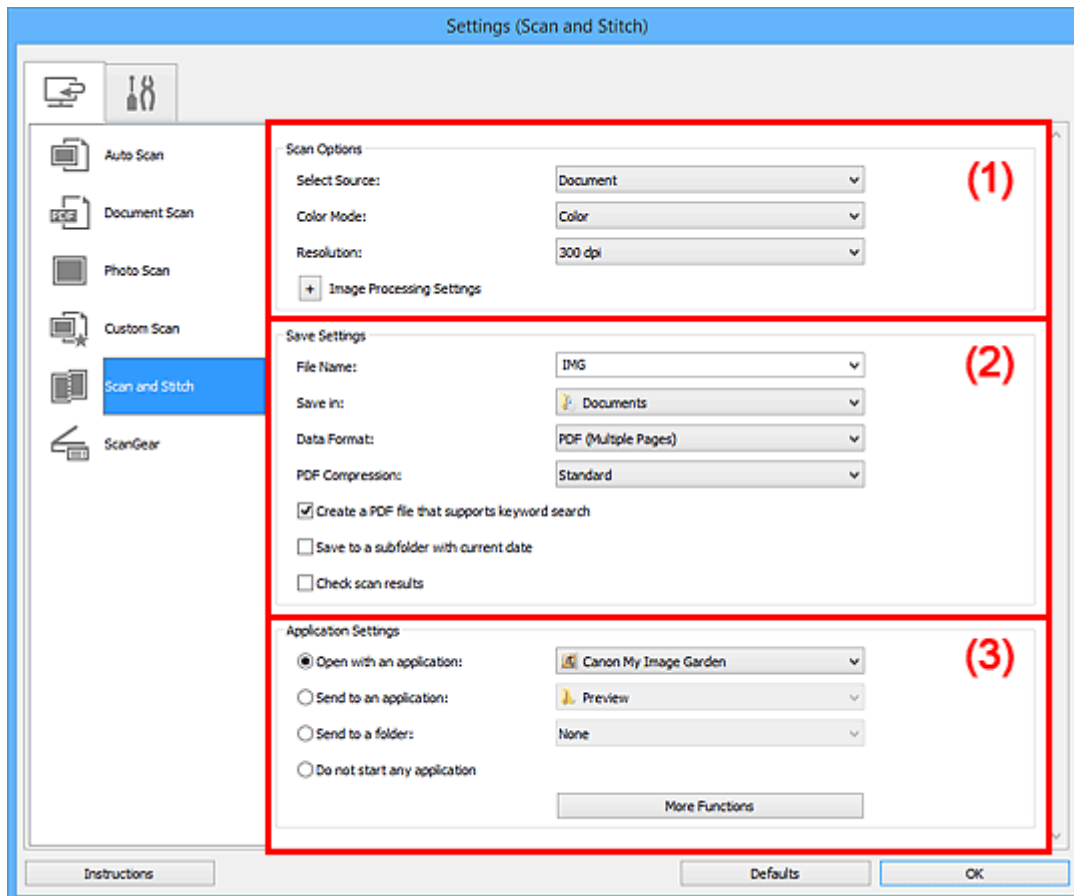 Settings (Scan and Stitch)
Auto Scan
PDF
Document Scan
Photo Scan
Custom Scan
Scan and Stitch
ScanGear
Scan Options
(1)
Select Source: Document
Color Mode: Color
Resolution: 300 dpi
+ Image Processing Settings
Save Settings
(2)
File Name: IMG
Save in: Documents
Data Format: PDF (Multiple Pages)
PDF Compression: Standard
Create a PDF file that supports keyword search
Save to a subfolder with current date
Check scan results
Application Settings
(3)
Open with an application: Canon My Image Garden
Send to an application: Preview
Send to a folder: None
Do not start any application
More Functions
Instructions Defaults OK